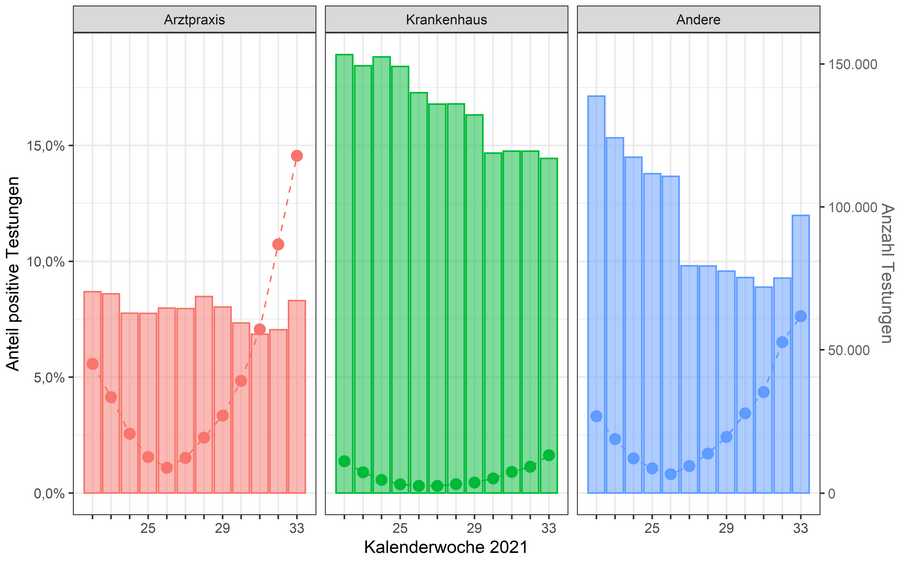 Arztpraxis
Krankenhaus
Andere
Anteil positive Testungen
15,0%
10,0%
5,0%
0,0%
150.000
100.000
50.000
0
Anzahl Testungen
25
29
33
25
29
33
25
29
33
Kalenderwoche 2021